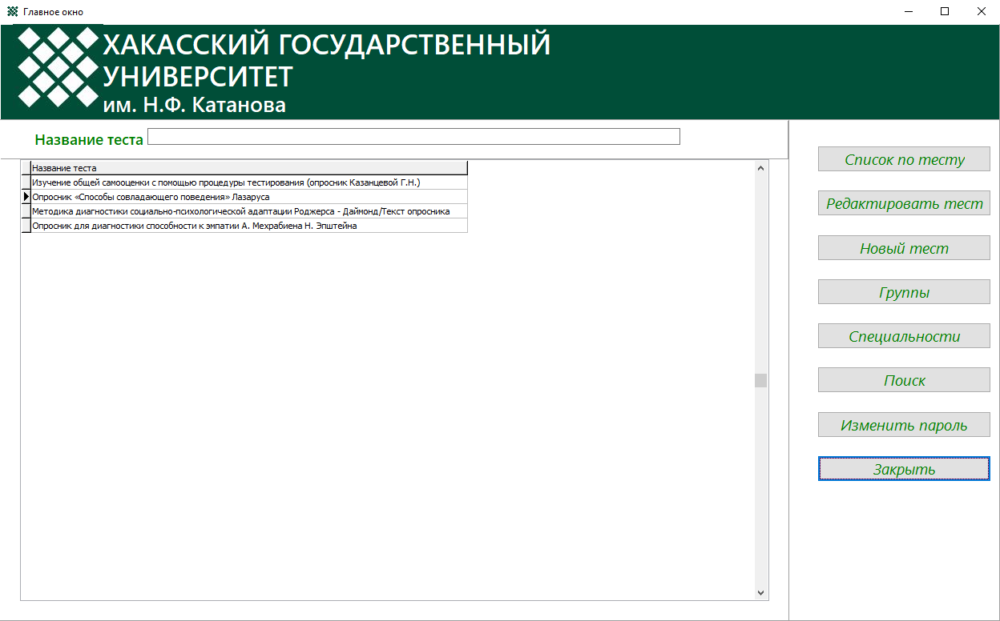 Главное окно
ХАКАССКИЙ ГОСУДАРСТВЕННЫЙ
УНИВЕРСИТЕТ
им. Н.Ф. Катанова
Название теста
Название теста
Изучение общей самооценки с помощью процедуры тестирования (опросник Казанцевой Г.Н.)
Опросник «Способы совладающего поведения» Лазаруса
Методика диагностики социально-психологической адаптации Роджерса - Даймонд/Текст опросника
Опросник для диагностики способности к эмпатии А. Мехрабиена Н. Эпштейна
Список по тесту
Редактировать тест
Новый тест
Группы
Специальности
Поиск
Изменить пароль
Закрыть